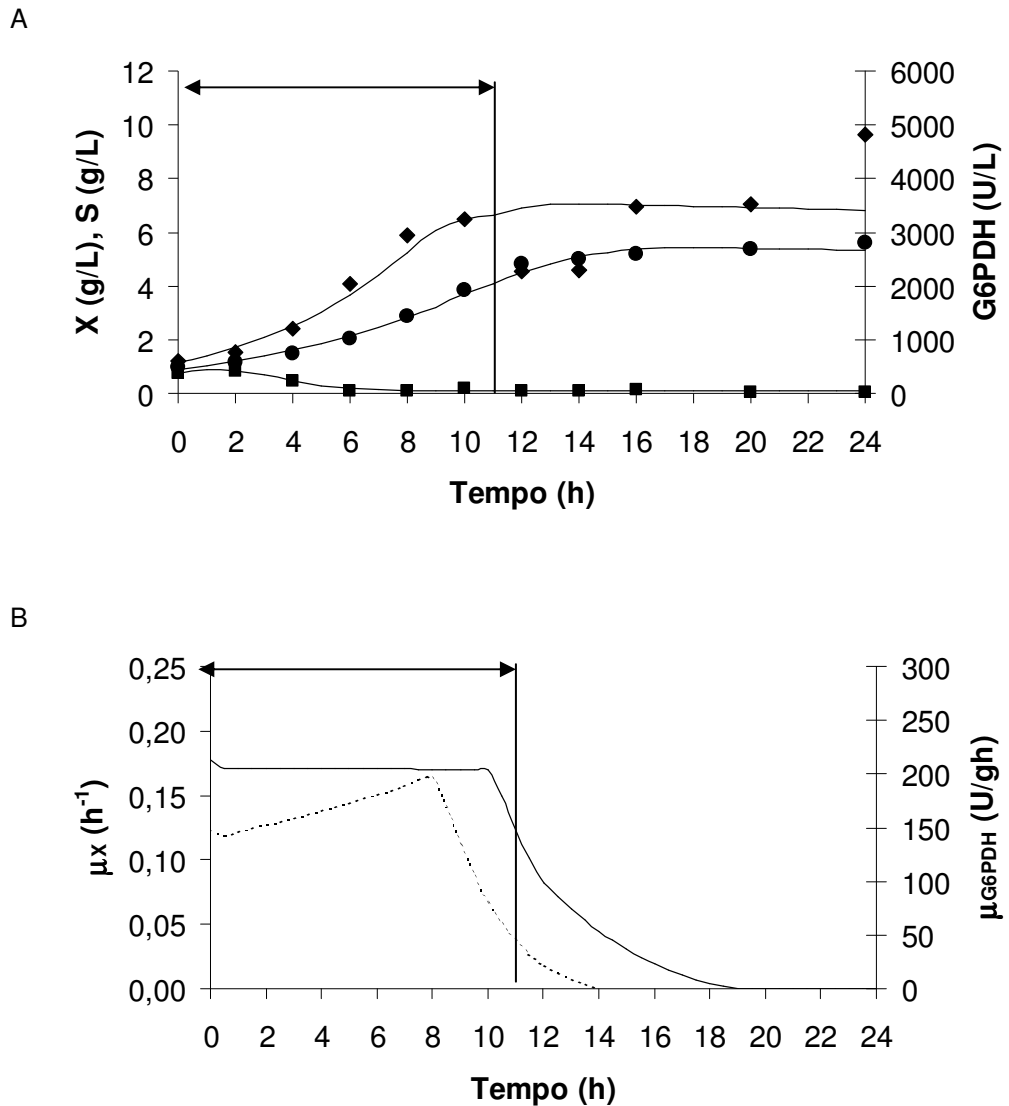 A
12
10
8
6
4
2
0
X (g/L), S (g/L)
6000
5000
4000
3000
2000
1000
0
G6PDH (U/L)
0 2 4 6 8 10 12 14 16 18 20 22 24
Tempo (h)
B
0,25
0,20
0,15
0,10
0,05
0,00
μx (h-1)
300
250
200
150
100
50
0
μG6PDH (U/gh)
0 2 4 6 8 10 12 14 16 18 20 22 24
Tempo (h)